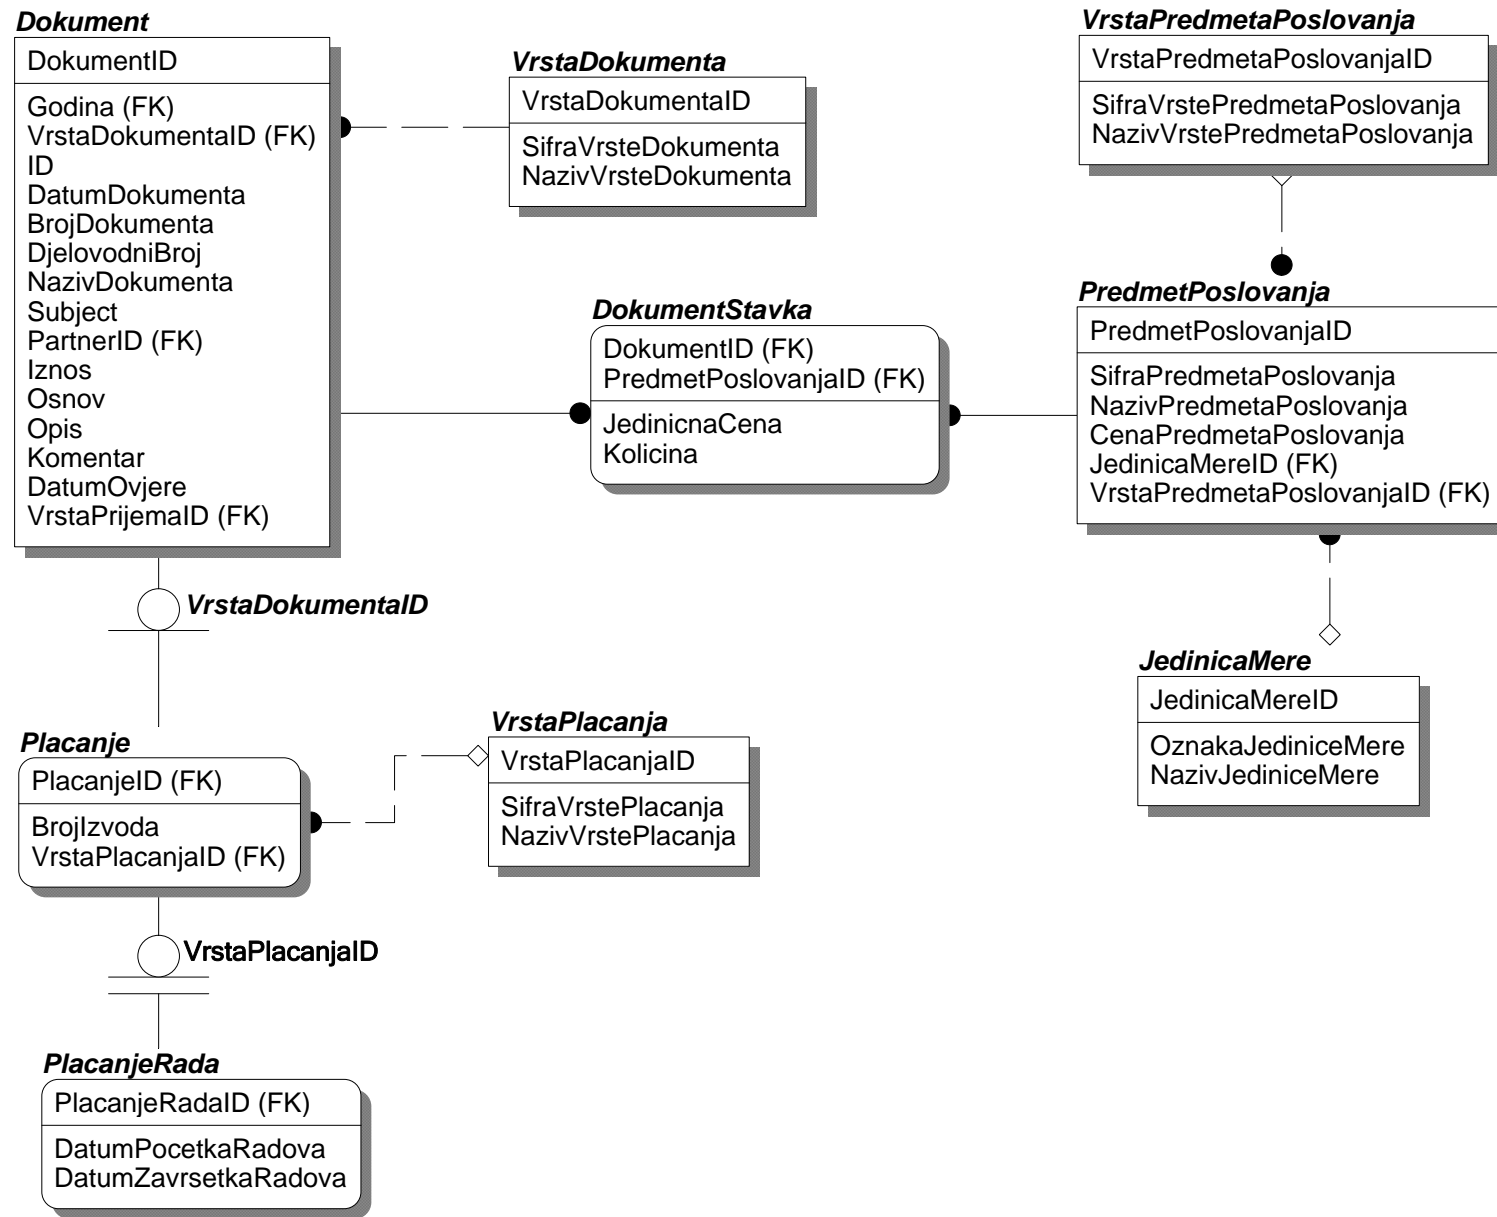 Dokument
DokumentID
Godina (FK)
VrstaDokumentaID (FK)
ID
DatumDokumenta
BrojDokumenta
DjelovodniBroj
NazivDokumenta
Subject
PartnerID (FK)
Iznos
Osnov
Opis
Komentar
DatumOvjere
VrstaPrijemaID (FK)
VrstaDokumenta
VrstaDokumentaID
SifraVrsteDokumenta
NazivVrsteDokumenta
VrstaPredmetaPoslovanja
VrstaPredmetaPoslovanjaID
SifraVrstePredmetaPoslovanja
NazivVrstePredmetaPoslovanja
DokumentStavka
DokumentID (FK)
PredmetPoslovanjaID (FK)
JedinicnaCena
Kolicina
PredmetPoslovanja
PredmetPoslovanjaID
SifraPredmetaPoslovanja
NazivPredmetaPoslovanja
CenaPredmetaPoslovanja
JedinicaMereID (FK)
VrstaPredmetaPoslovanjaID (FK)
VrstaDokumentaID
JedinicaMere
JedinicaMereID
OznakaJediniceMere
NazivJediniceMere
Placanje
PlacanjeID (FK)
BrojIzvoda
VrstaPlacanjaID (FK)
VrstaPlacanja
VrstaPlacanjaID
SifraVrstePlacanja
NazivVrstePlacanja
VrstaPlacanjaID
PlacanjeRada
PlacanjeRadaID (FK)
DatumPocetkaRadova
DatumZavrsetkaRadova